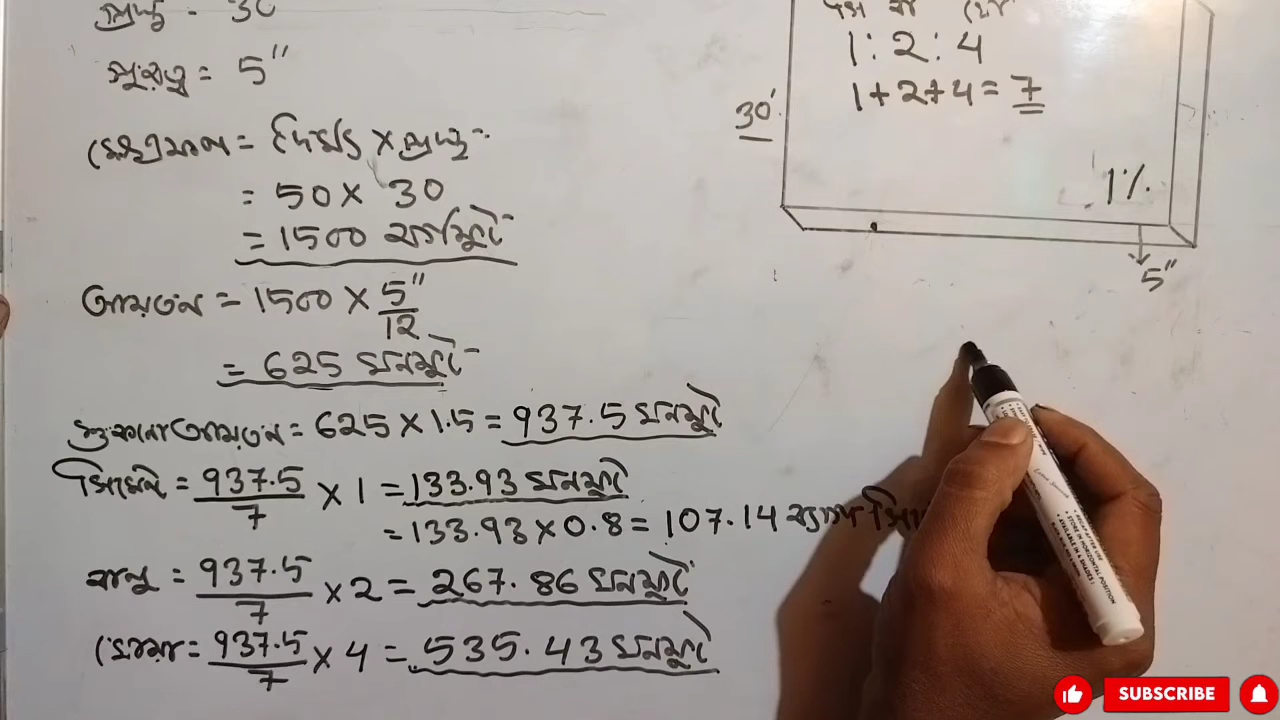 প্রস্থ = 30'
পুরুত্ব = 5"
ক্ষেত্রফল = দৈর্ঘ্য × প্রস্থ
= 50 × 30
= 1500 বর্গফুট
আয়তন = 1500 × 5"/12
= 625 ঘনফুট
শুকনো আয়তন = 625 × 1.5 = 937.5 ঘনফুট
সিমেন্ট = 937.5/7 × 1 = 133.93 ঘনফুট
= 133.93 × 0.8 = 107.14 ব্যাগ
বালু = 937.5/7 × 2 = 267.86 ঘনফুট
খোয়া = 937.5/7 × 4 = 535.43 ঘনফুট
1 : 2 : 4
1 + 2 + 4 = 7
30'
1%
5"
SUBSCRIBE